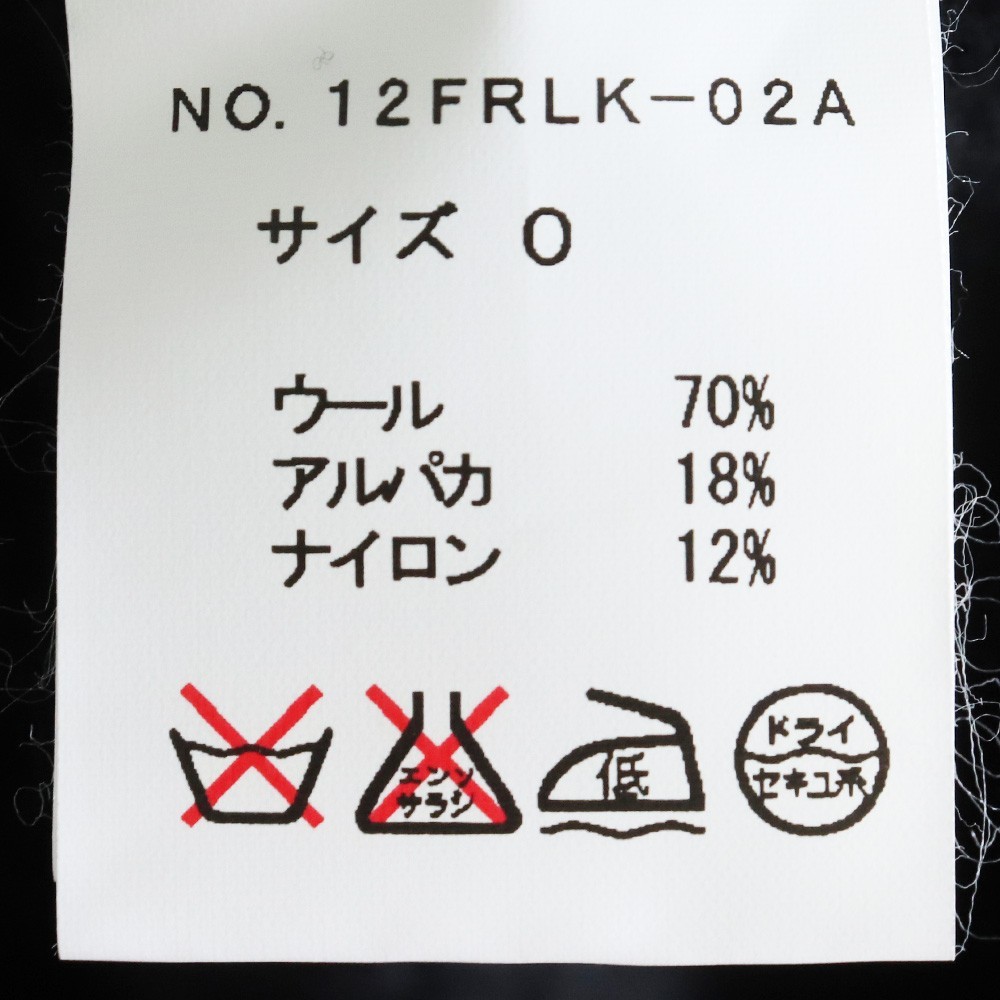 NO. 12FRLK-02A
サイズ 0
ウール 70%
アルパカ 18%
ナイロン 12%
エンソ
サラシ
低
ドライ
セキユ系